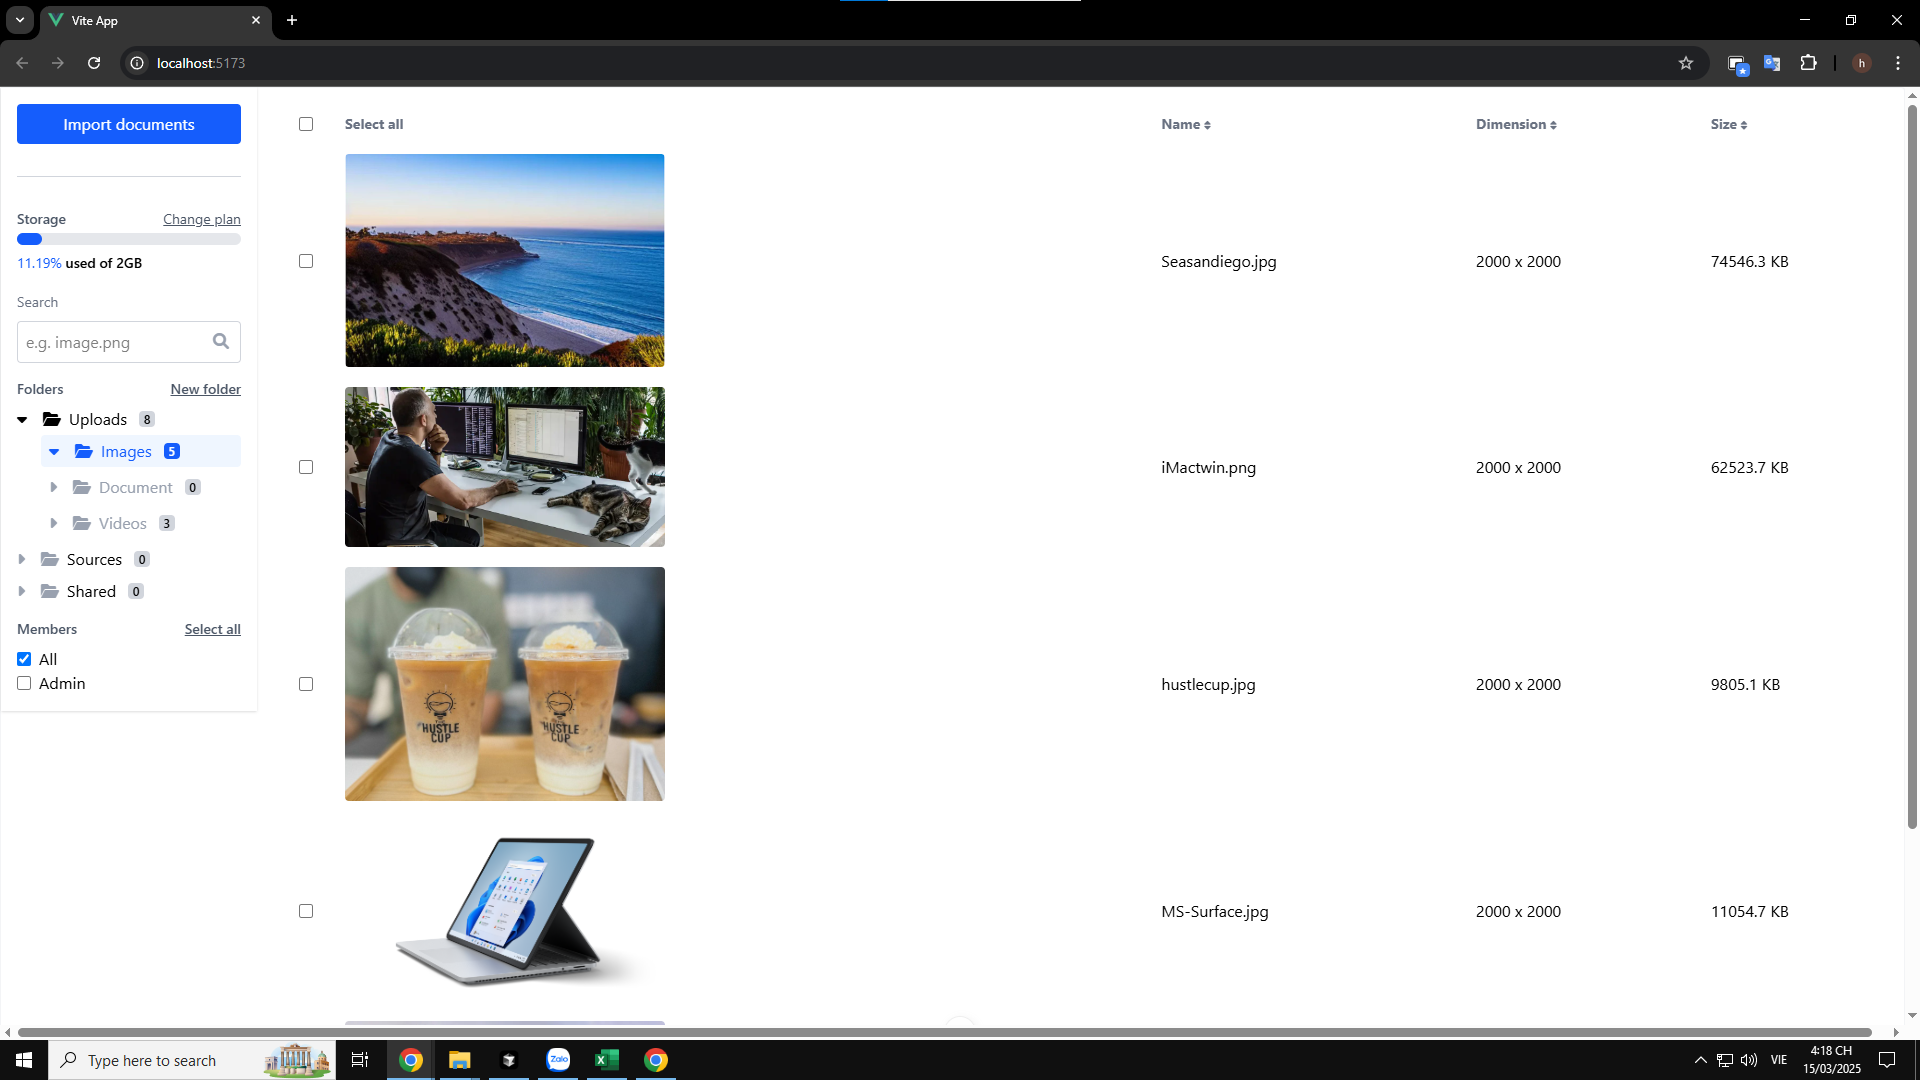 Vite App
localhost:5173
Import documents
Select all
Name
Dimension
Size
Storage
Change plan
11.19% used of 2GB
Search
e.g. image.png
Folders
New folder
Uploads 8
Images 5
Document 0
Videos 3
Sources 0
Shared 0
Members
Select all
All
Admin
Seasandiego.jpg
2000 x 2000
74546.3 KB
iMactwin.png
2000 x 2000
62523.7 KB
HUSTLE
CUP
HUSTLE
CUP
hustlecup.jpg
2000 x 2000
9805.1 KB
MS-Surface.jpg
2000 x 2000
11054.7 KB
Type here to search
Zalo
VIE
4:18 CH
15/03/2025
h